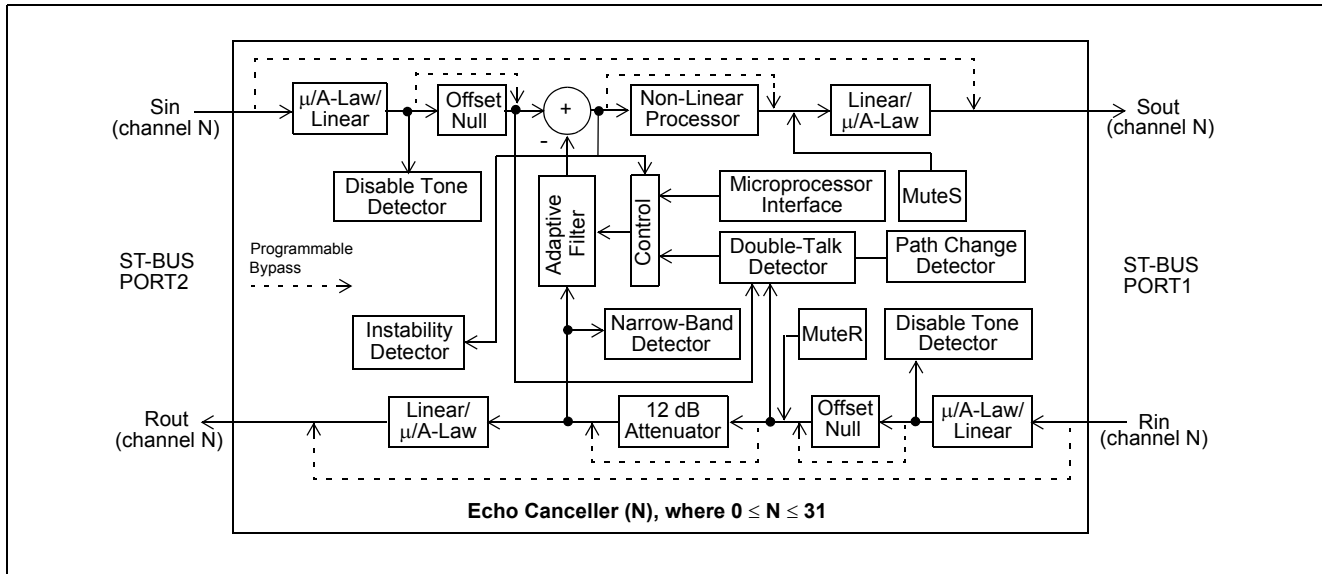 Sin
(channel N)
μ/A-Law/
Linear
Offset
Null
+
-
Non-Linear
Processor
Linear/
μ/A-Law
Sout
(channel N)
Disable Tone
Detector
Adaptive
Filter
Control
Microprocessor
Interface
MuteS
Programmable
Bypass
ST-BUS
PORT2
Double-Talk
Detector
Path Change
Detector
ST-BUS
PORT1
Instability
Detector
Narrow-Band
Detector
MuteR
Disable Tone
Detector
Rout
(channel N)
Linear/
μ/A-Law
12 dB
Attenuator
Offset
Null
μ/A-Law/
Linear
Rin
(channel N)
Echo Canceller (N), where 0 ≤ N ≤ 31